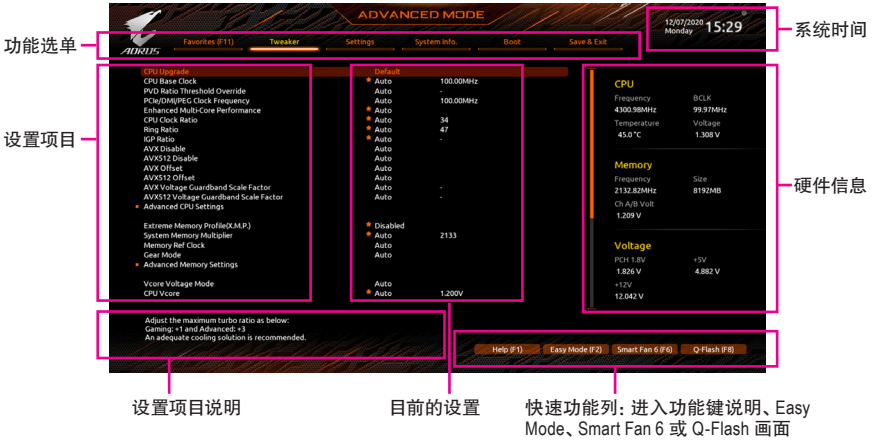 ADVANCED MODE
12/07/2020 Monday 15:29
系统时间
AORUS
功能选单
Favorites (F11) Tweaker Settings System Info. Boot Save & Exit
设置项目
CPU Upgrade Default
CPU Base Clock Auto 100.00MHz
PVD Ratio Threshold Override Auto -
PCIe/DMI/PEG Clock Frequency Auto 100.00MHz
Enhanced Multi-Core Performance Auto
CPU Clock Ratio Auto 34
Ring Ratio Auto 47
IGP Ratio Auto -
AVX Disable Auto
AVX512 Disable Auto
AVX Offset Auto
AVX512 Offset Auto
AVX Voltage Guardband Scale Factor Auto -
AVX512 Voltage Guardband Scale Factor Auto -
Advanced CPU Settings
Extreme Memory Profile(X.M.P.) Disabled
System Memory Multiplier Auto 2133
Memory Ref Clock Auto
Gear Mode Auto
Advanced Memory Settings
Vcore Voltage Mode Auto
CPU Vcore Auto 1.200V
CPU
Frequency BCLK
4300.98MHz 99.97MHz
Temperature Voltage
45.0 °C 1.308 V
Memory
Frequency Size
2132.82MHz 8192MB
Ch A/B Volt
1.209 V
Voltage
PCH 1.8V +5V
1.826 V 4.882 V
+12V
12.042 V
硬件信息
Adjust the maximum turbo ratio as below:
Gaming: +1 and Advanced: +3
An adequate cooling solution is recommended.
Help (F1) Easy Mode (F2) Smart Fan 6 (F6) Q-Flash (F8)
设置项目说明
目前的设置
快速功能列: 进入功能键说明、Easy
Mode、Smart Fan 6 或 Q-Flash 画面